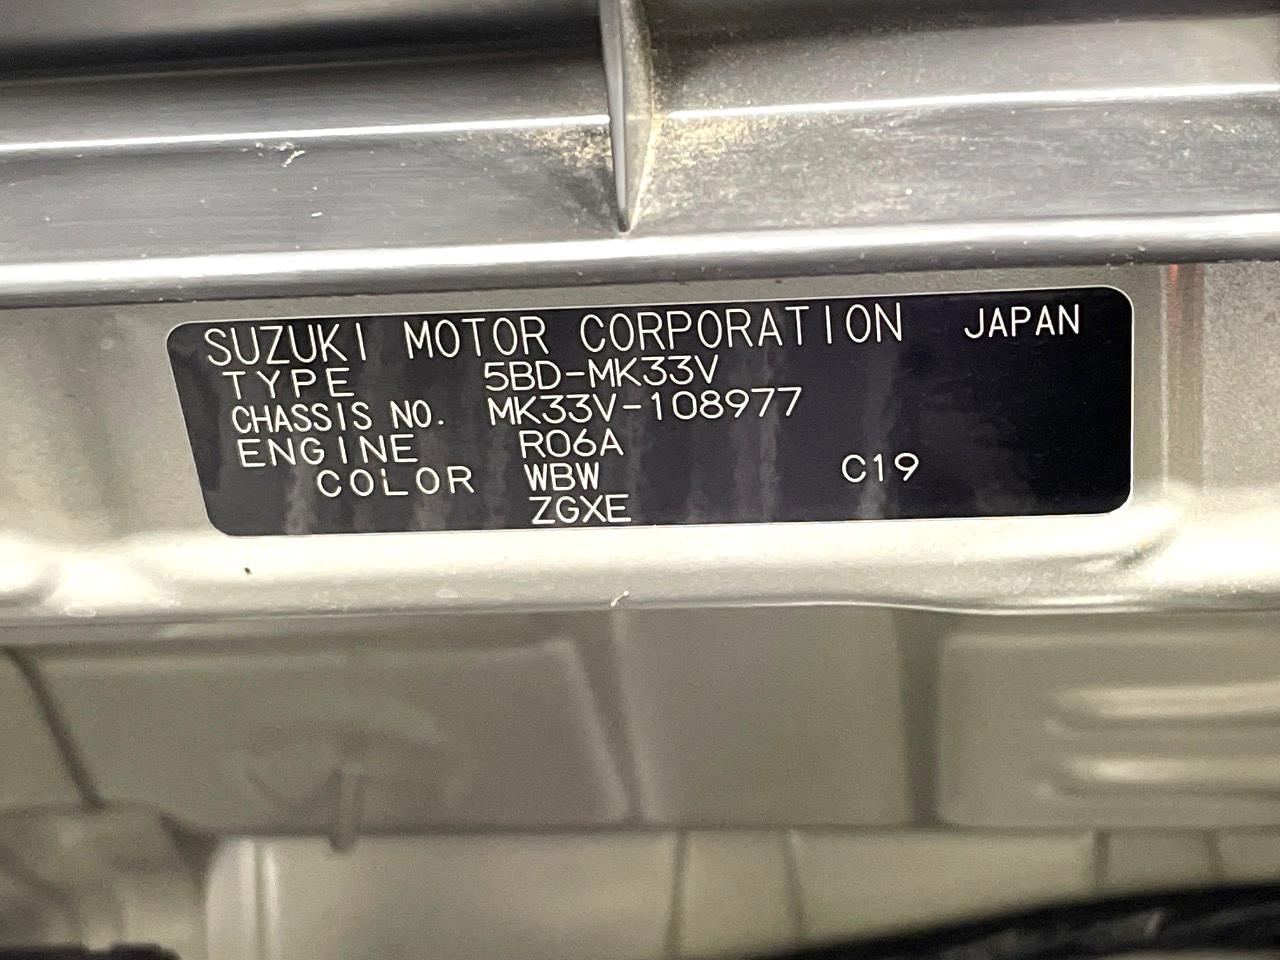 SUZUKI MOTOR CORPORATION JAPAN
TYPE 5BD-MK33V
CHASSIS NO. MK33V-108977
ENGINE R06A
COLOR WBW C19
ZGXE